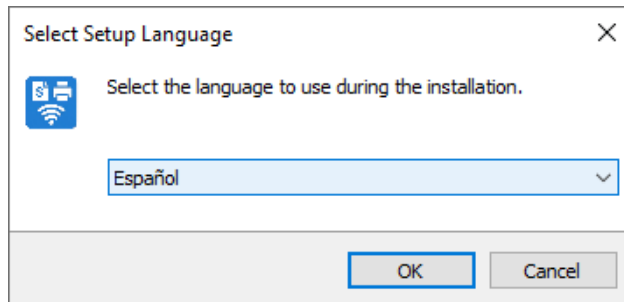 Select Setup Language
Select the language to use during the installation.
Español
OK
Cancel